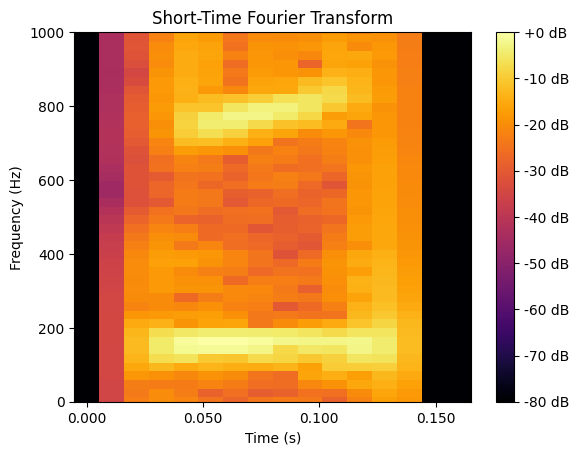 Short-Time Fourier Transform
1000
800
600
400
200
0
Frequency (Hz)
0.000
0.050
0.100
0.150
Time (s)
+0 dB
-10 dB
-20 dB
-30 dB
-40 dB
-50 dB
-60 dB
-70 dB
-80 dB